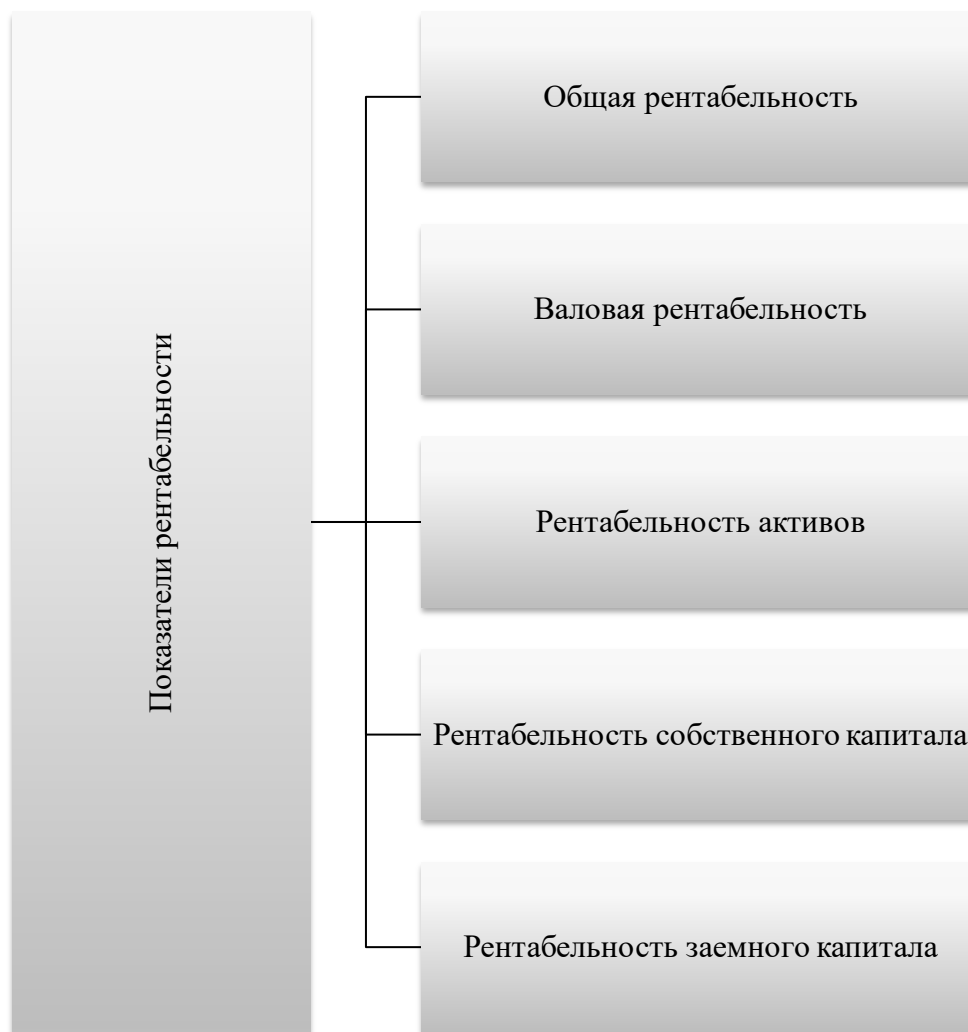 Показатели рентабельности
Общая рентабельность
Валовая рентабельность
Рентабельность активов
Рентабельность собственного капитала
Рентабельность заемного капитала